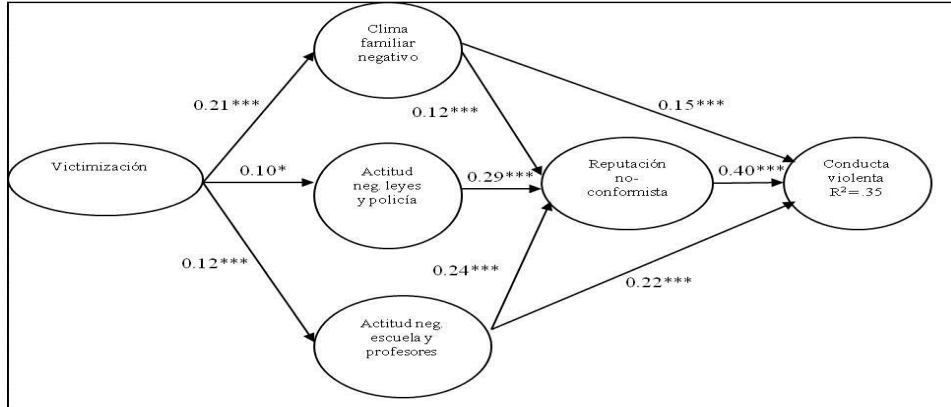 Clima
familiar
negativo
0.21***
0.12***
0.15***
Victimización
0.10*
Actitud
neg. leyes
y policía
0.29***
Reputación
no-
conformista
0.40***
Conducta
violenta
R²=.35
0.12***
0.24***
0.22***
Actitud neg.
escuela y
profesores